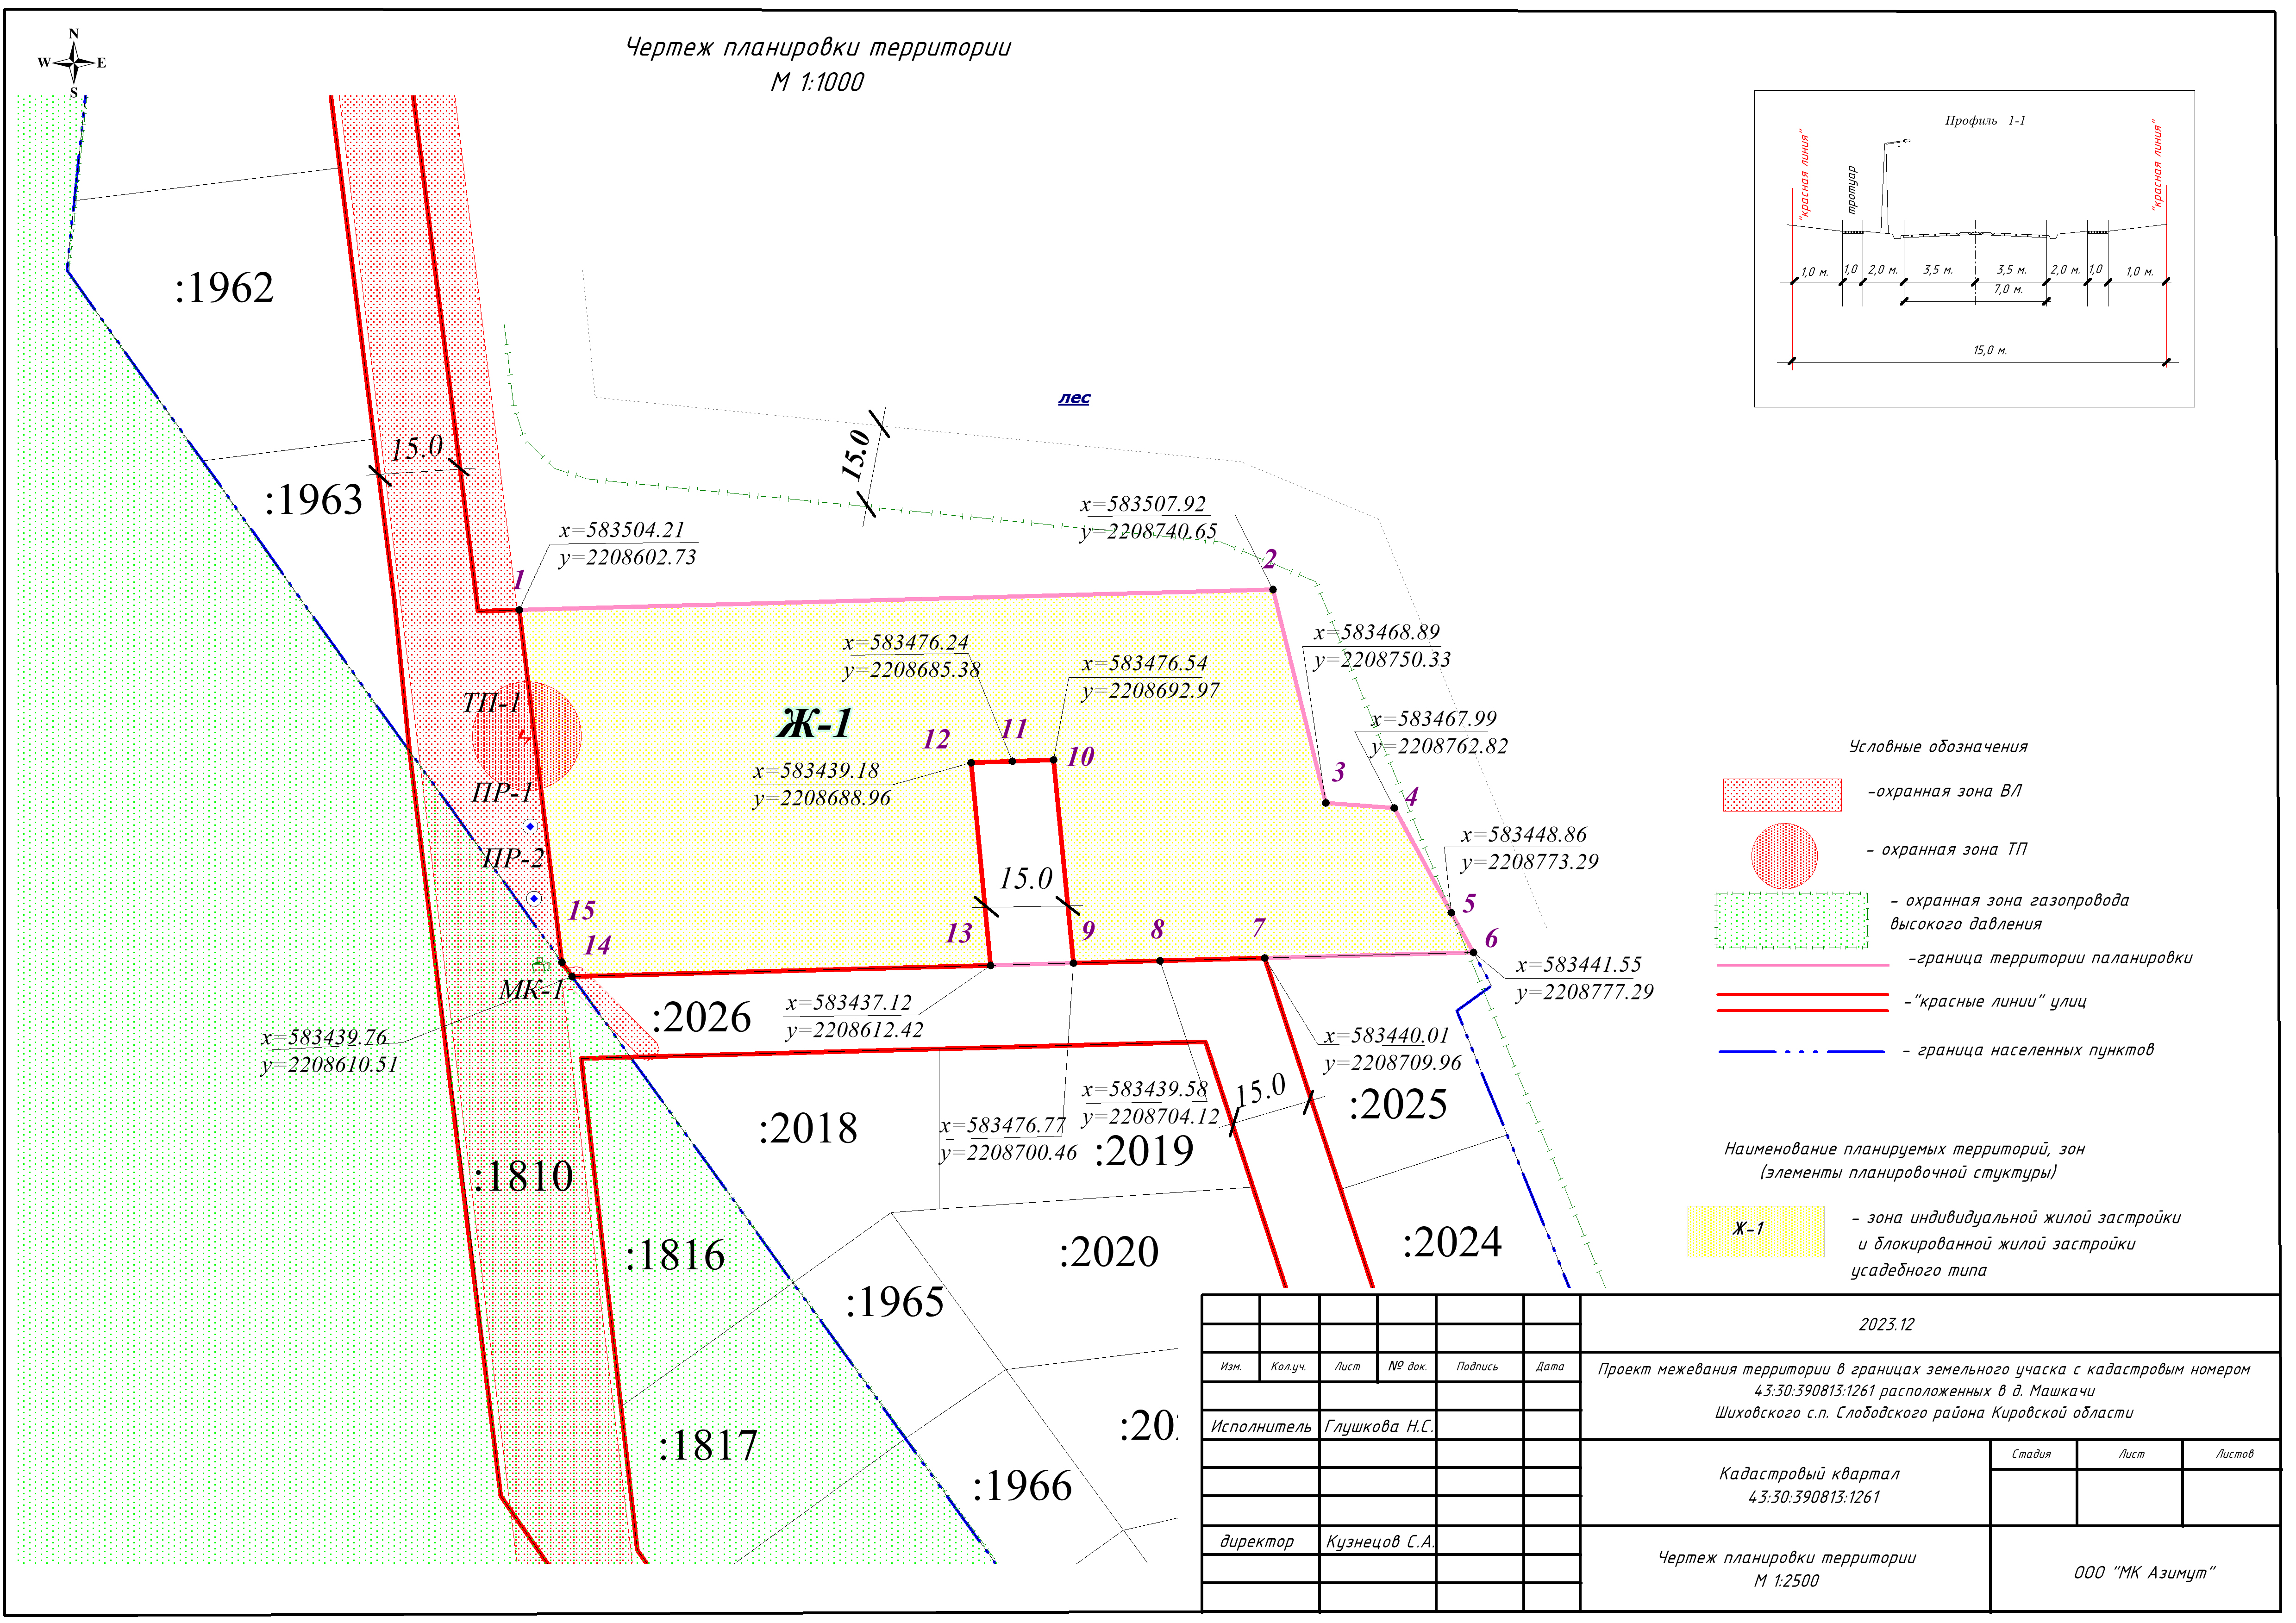 Чертеж планировки территории
М 1:1000
N
W
E
S
Профиль 1-1
"красная линия"
тротуар
"красная линия"
1,0 м.
1,0
2,0 м.
3,5 м.
3,5 м.
2,0 м.
1,0
1,0 м.
7,0 м.
15,0 м.
:1962
:1963
15.0
лес
15.0
x=583504.21
y=2208602.73
x=583507.92
y=2208740.65
1
2
x=583476.24
y=2208685.38
x=583476.54
y=2208692.97
x=583468.89
y=2208750.33
x=583467.99
y=2208762.82
ТП-1
Ж-1
12
11
10
x=583439.18
y=2208688.96
3
4
ПР-1
ПР-2
x=583448.86
y=2208773.29
15.0
15
14
13
9
8
7
5
6
МК-1
x=583441.55
y=2208777.29
:2026
x=583437.12
y=2208612.42
x=583439.76
y=2208610.51
x=583440.01
y=2208709.96
x=583439.58
y=2208704.12
15.0
:2025
x=583476.77
y=2208700.46
:2018
:2019
:1810
:1816
:2020
:2024
:1965
:1817
:20
:1966
Условные обозначения
-охранная зона ВЛ
- охранная зона ТП
- охранная зона газопровода
высокого давления
-граница территории паланировки
-"красные линии" улиц
- граница населенных пунктов
Наименование планируемых территорий, зон
(элементы планировочной стуктуры)
Ж-1
- зона индивидуальной жилой застройки
и блокированной жилой застройки
усадебного типа
2023.12
Изм.
Кол.уч.
Лист
№ док.
Подпись
Дата
Проект межевания территории в границах земельного учаска с кадастровым номером
43:30:390813:1261 расположенных в д. Машкачи
Шиховского с.п. Слободского района Кировской области
Исполнитель
Глушкова Н.С.
Кадастровый квартал
43:30:390813:1261
Стадия
Лист
Листов
директор
Кузнецов С.А.
Чертеж планировки территории
М 1:2500
ООО "МК Азимут"